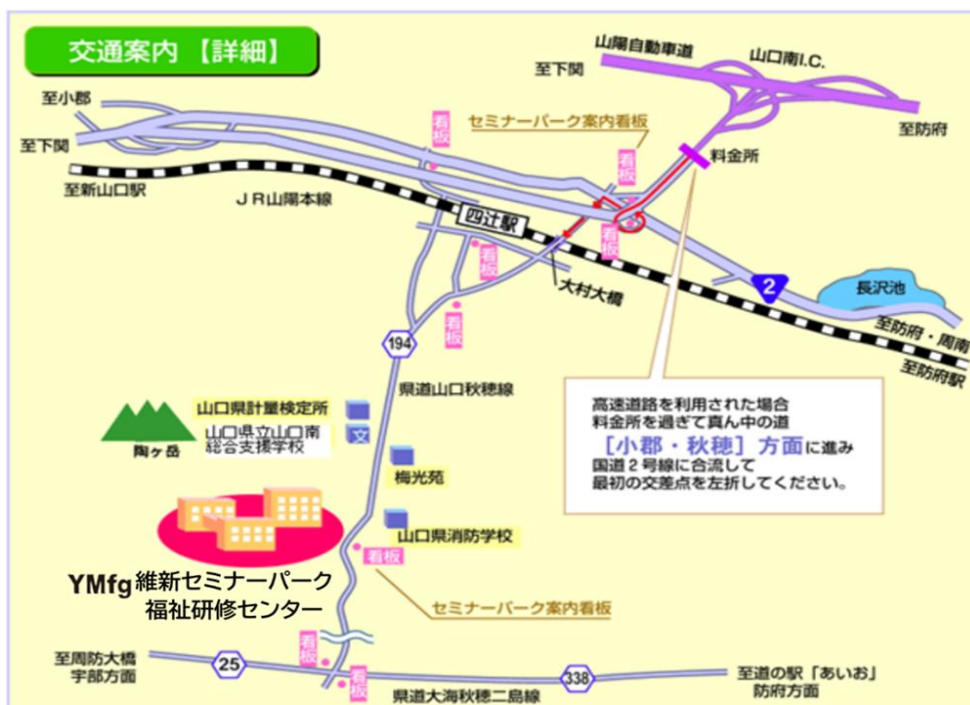 交通案内 【詳細】
山陽自動車道
山口南I.C.
至下関
至防府
至小郡
至下関
看板
セミナーパーク案内看板
看板
料金所
至新山口駅
JR山陽本線
四辻駅
看板
看板
大村大橋
2
長沢池
至防府・周南
至防府駅
看板
194
県道山口秋穂線
高速道路を利用された場合
料金所を過ぎて真ん中の道
[小郡・秋穂] 方面に進み
国道2号線に合流して
最初の交差点を左折してください。
山口県計量検定所
山口県立山口南
総合支援学校
文
陶ヶ岳
梅光苑
山口県消防学校
看板
YMfg 維新セミナーパーク
福祉研修センター
セミナーパーク案内看板
看板
至周防大橋
宇部方面
25
看板
338
県道大海秋穂二島線
至道の駅「あいお」
防府方面